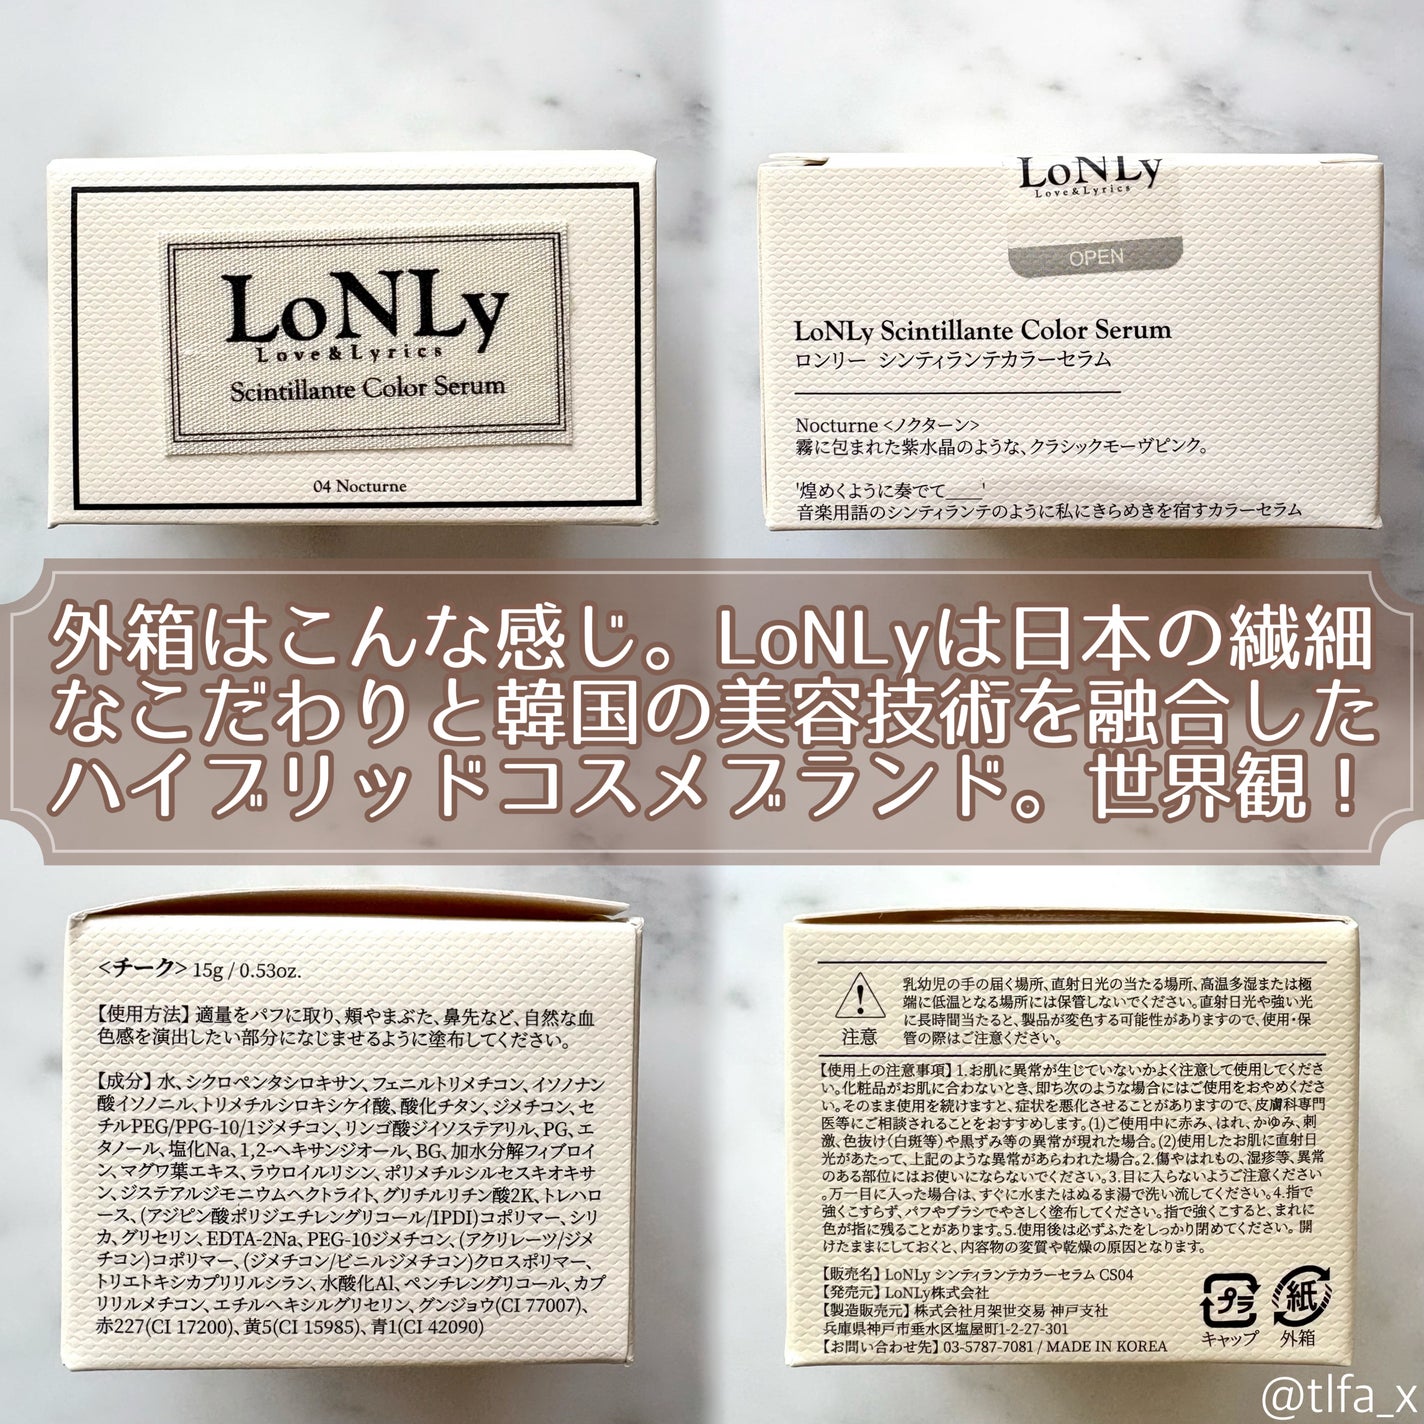 LoNLy
Love&Lyrics
Scintillante Color Serum
04 Nocturne
LoNLy
Love&Lyrics
OPEN
LoNLy Scintillante Color Serum
ロンリー シンティランテカラーセラム
Nocturne <ノクターン>
霧に包まれた紫水晶のような、クラシックモーヴピンク。
'煌めくように奏でて____'
音楽用語のシンティランテのように私にきらめきを宿すカラーセラム
外箱はこんな感じ。LoNLyは日本の繊細
なこだわりと韓国の美容技術を融合した
ハイブリッドコスメブランド。世界観！
<チーク> 15g / 0.53oz.
【使用方法】適量をパフに取り、頬やまぶた、鼻先など、自然な血
色感を演出したい部分になじませるように塗布してください。
【成分】水、シクロペンタシロキサン、フェニルトリメチコン、イソノナン
酸イソノニル、トリメチルシロキシケイ酸、酸化チタン、ジメチコン、セ
チルPEG/PPG-10/1ジメチコン、リンゴ酸ジイソステアリル、PG、エ
タノール、塩化Na、1,2-ヘキサンジオール、BG、加水分解フィブロイ
ン、マグワ葉エキス、ラウロイルリシン、ポリメチルシルセスキオキサ
ン、ジステアルジモニウムヘクトライト、グリチルリチン酸2K、トレハロ
ース、(アジピン酸ポリジエチレングリコール/IPDI)コポリマー、シリ
カ、グリセリン、EDTA-2Na、PEG-10ジメチコン、(アクリレーツ/ジメ
チコン)コポリマー、(ジメチコン/ビニルジメチコン)クロスポリマー、
トリエトキシカプリリルシラン、水酸化Al、ペンチレングリコール、カプ
リリルメチコン、エチルヘキシルグリセリン、グンジョウ(CI 77007)、
赤227(CI 17200)、黄5(CI 15985)、青1(CI 42090)
注意
乳幼児の手の届く場所、直射日光の当たる場所、高温多湿または極
端に低温となる場所には保管しないでください。直射日光や強い光
に長時間当たると、製品が変色する可能性がありますので、使用・保
管の際はご注意ください。
【使用上の注意事項】1.お肌に異常が生じていないかよく注意して使用してくださ
い。化粧品がお肌に合わないとき、即ち次のような場合にはご使用をおやめくださ
い。そのまま使用を続けますと、症状を悪化させることがありますので、皮膚科専門
医等にご相談されることをおすすめします。(1)ご使用中に赤み、はれ、かゆみ、刺
激、色抜け(白斑等)や黒ずみ等の異常が現れた場合。(2)使用したお肌に直射日
光があたって、上記のような異常があらわれた場合。2.傷やはれもの、湿疹等、異常
のある部位にはお使いにならないでください。3.目に入らないようご注意ください
。万一目に入った場合は、すぐに水またはぬるま湯で洗い流してください。4.指で
強くこすらず、パフやブラシでやさしく塗布してください。指で強くこすると、まれに
色が指に残ることがあります。5.使用後は必ずふたをしっかり閉めてください。開
けたままにしておくと、内容物の変質や乾燥の原因となります。
【販売名】LoNLy シンティランテカラーセラム CS04
【発売元】LoNLy株式会社
【製造販売元】株式会社月架世交易 神戸支社
兵庫県神戸市垂水区塩屋町1-2-27-301
【お問い合わせ先】03-5787-7081 / MADE IN KOREA
プラ
キャップ
紙
外箱
@tlfa_x